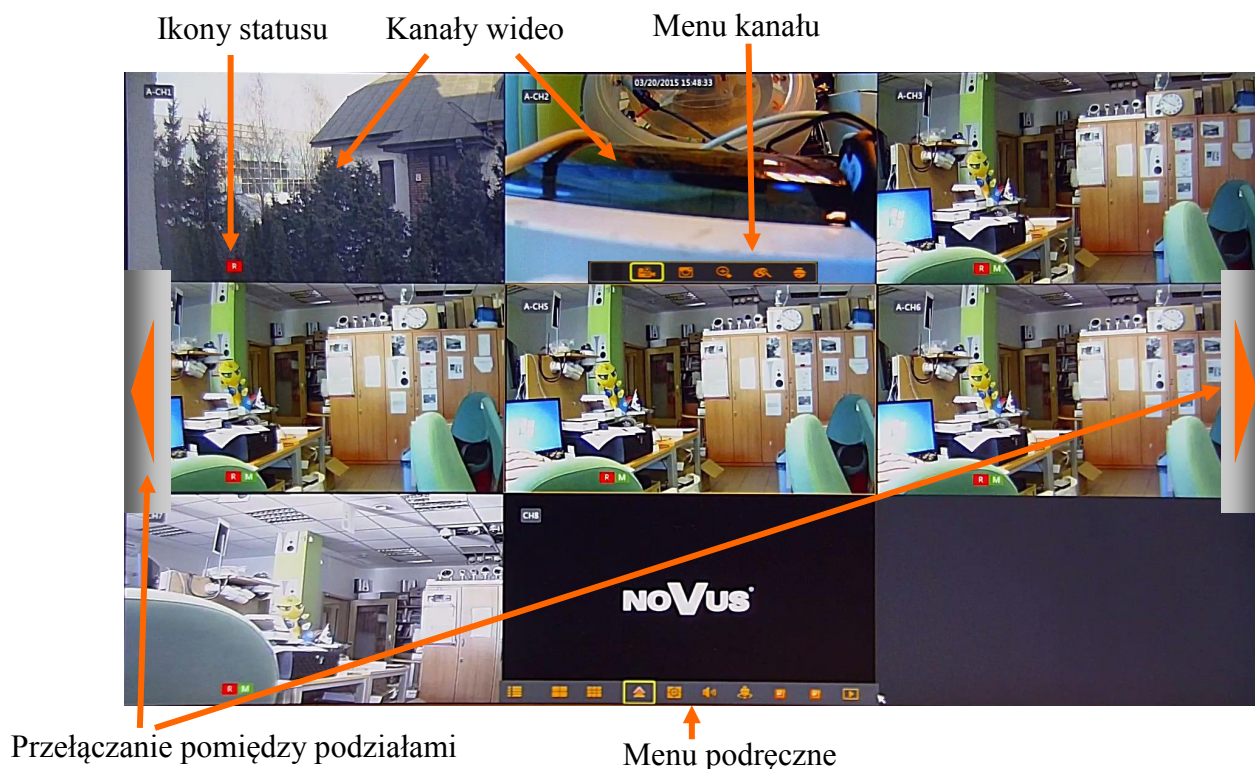 Ikony statusu
Kanały wideo
Menu kanału
A-CH1
A-CH2
03/20/2015 15:48:33
A-CH3
R
R M
A-CH5
A-CH6
R M
R M
R M
CH8
NOVUS
R M
Przełączanie pomiędzy podziałami
Menu podręczne